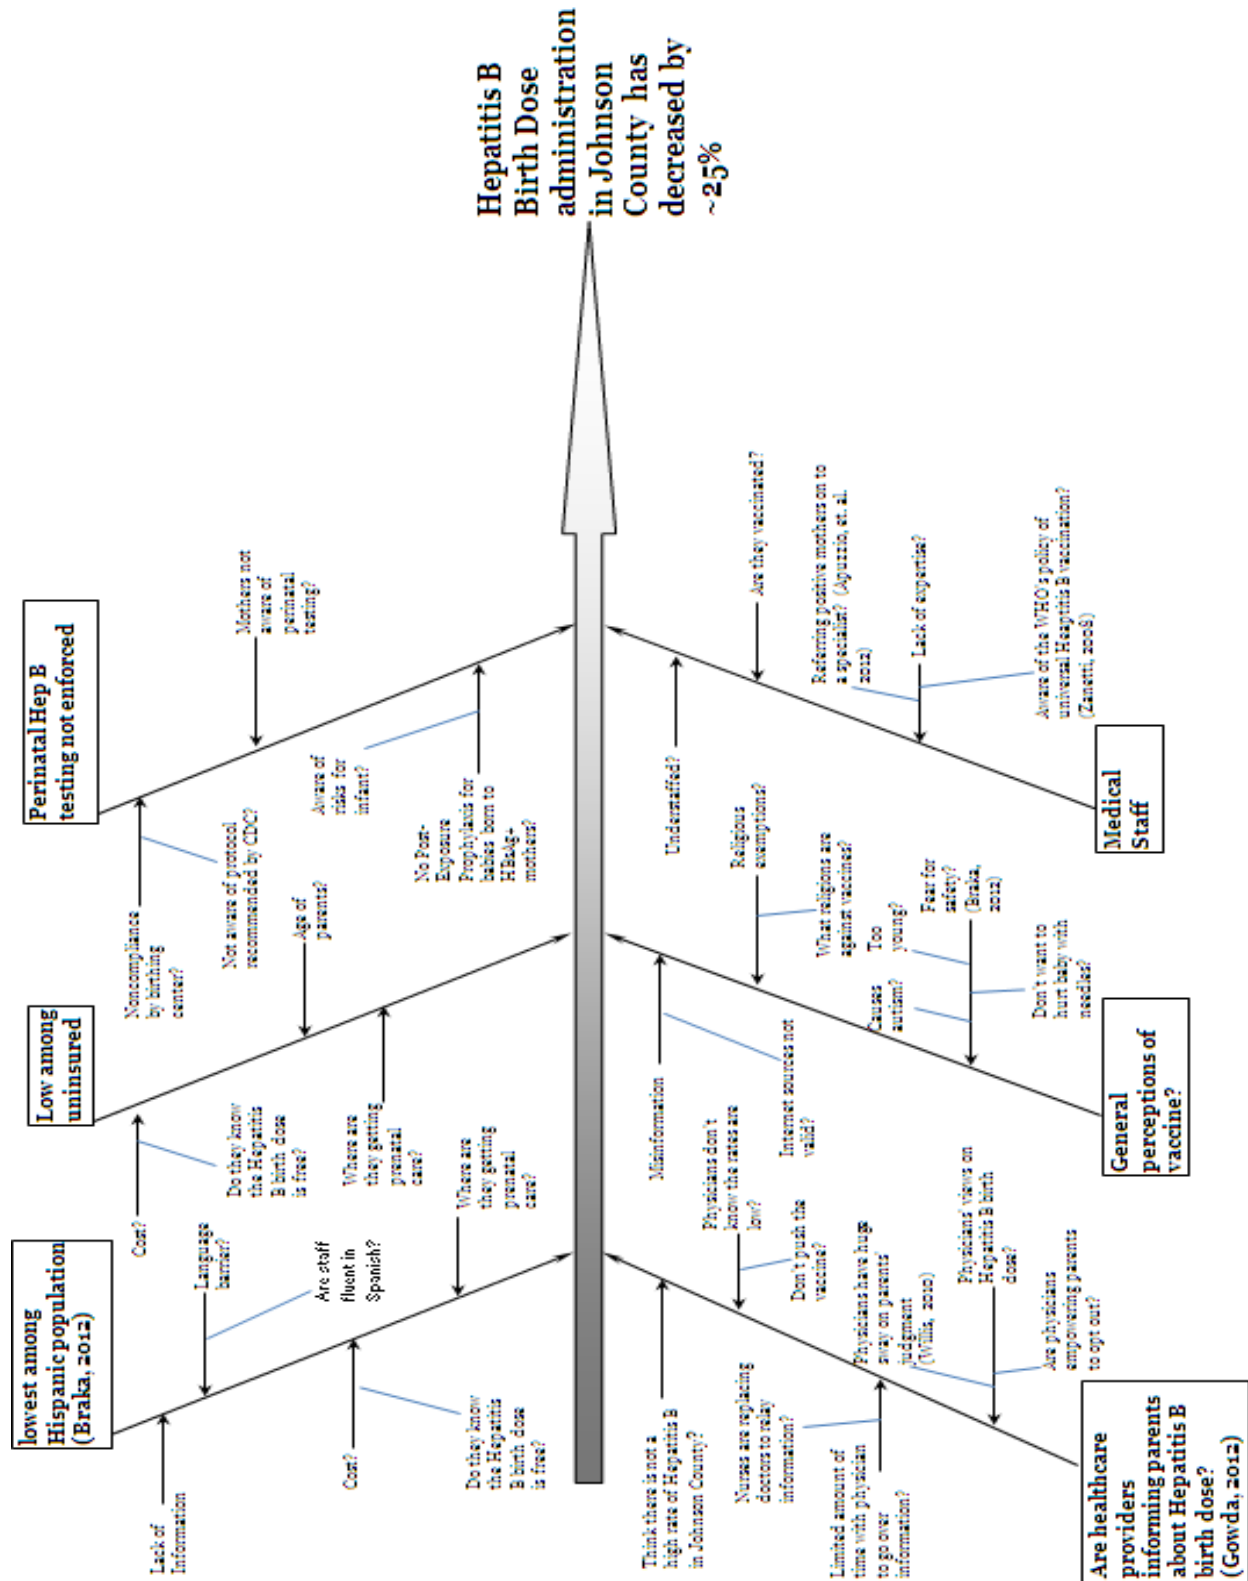 lowest among
Hispanic population
(Braka, 2012)
Lack of
Information
Language
barrier?
Are staff
fluent in
Spanish?
Cost?
Do they know
the Hepatitis
B birth dose
is free?
Where are
they getting
prenatal
care?
Low among
uninsured
Cost?
Do they know
the Hepatitis
B birth dose
is free?
Age of
parents?
Where are
they getting
prenatal
care?
Perinatal Hep B
testing not enforced
Noncompliance
by birthing
center?
Not aware of protocol
recommended by CDC?
Mothers not
aware of
perinatal
testing?
Aware of
risks for
infant?
No Post-
Exposure
Prophylaxis for
babies born to
HBsAg+
mothers?
Hepatitis B
Birth Dose
administration
in Johnson
County has
decreased by
~25%
Think there is not a
high rate of Hepatitis B
in Johnson County?
Physicians don't
know the rates are
low?
Don't push the
vaccine?
Nurses are replacing
doctors to relay
information?
Limited amount of
time with physician
to go over
information?
Physicians have huge
sway on parents'
judgment
(Willis, 2010)
Physicians' views on
Hepatitis B birth
dose?
Are physicians
empowering parents
to opt out?
Are healthcare
providers
informing parents
about Hepatitis B
birth dose?
(Gowda, 2012)
Misinformation
Internet sources not
valid?
Religious
exemptions?
What religions are
against vaccines?
Causes
autism?
Too
young?
Fear for
safety?
(Braka,
2012)
Don't want to
hurt baby with
needles?
General
perceptions of
vaccine?
Understaffed?
Are they vaccinated?
Referring positive mothers on to
a specialist? (Apuzzio, et. al.
2012)
Lack of expertise?
Aware of the WHO's policy of
universal Heaptitis B vaccination?
(Zanetti, 2008)
Medical
Staff